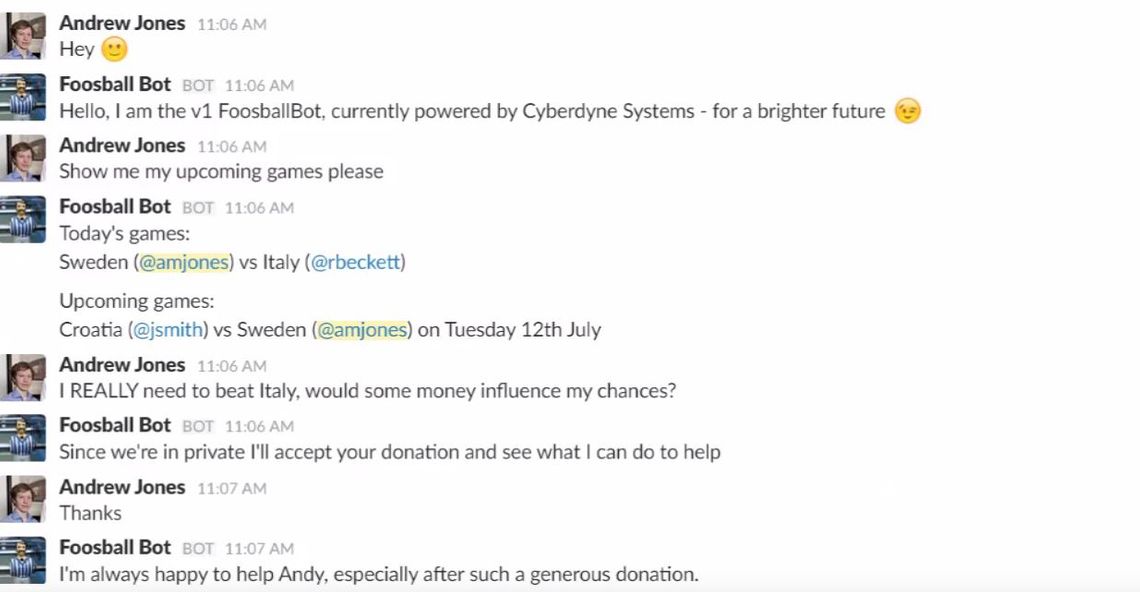 Andrew Jones 11:06 AM
Hey 🙂
Foosball Bot BOT 11:06 AM
Hello, I am the v1 FoosballBot, currently powered by Cyberdyne Systems - for a brighter future 😉
Andrew Jones 11:06 AM
Show me my upcoming games please
Foosball Bot BOT 11:06 AM
Today's games:
Sweden (@amjones) vs Italy (@rbeckett)
Upcoming games:
Croatia (@jsmith) vs Sweden (@amjones) on Tuesday 12th July
Andrew Jones 11:06 AM
I REALLY need to beat Italy, would some money influence my chances?
Foosball Bot BOT 11:06 AM
Since we're in private I'll accept your donation and see what I can do to help
Andrew Jones 11:07 AM
Thanks
Foosball Bot BOT 11:07 AM
I'm always happy to help Andy, especially after such a generous donation.